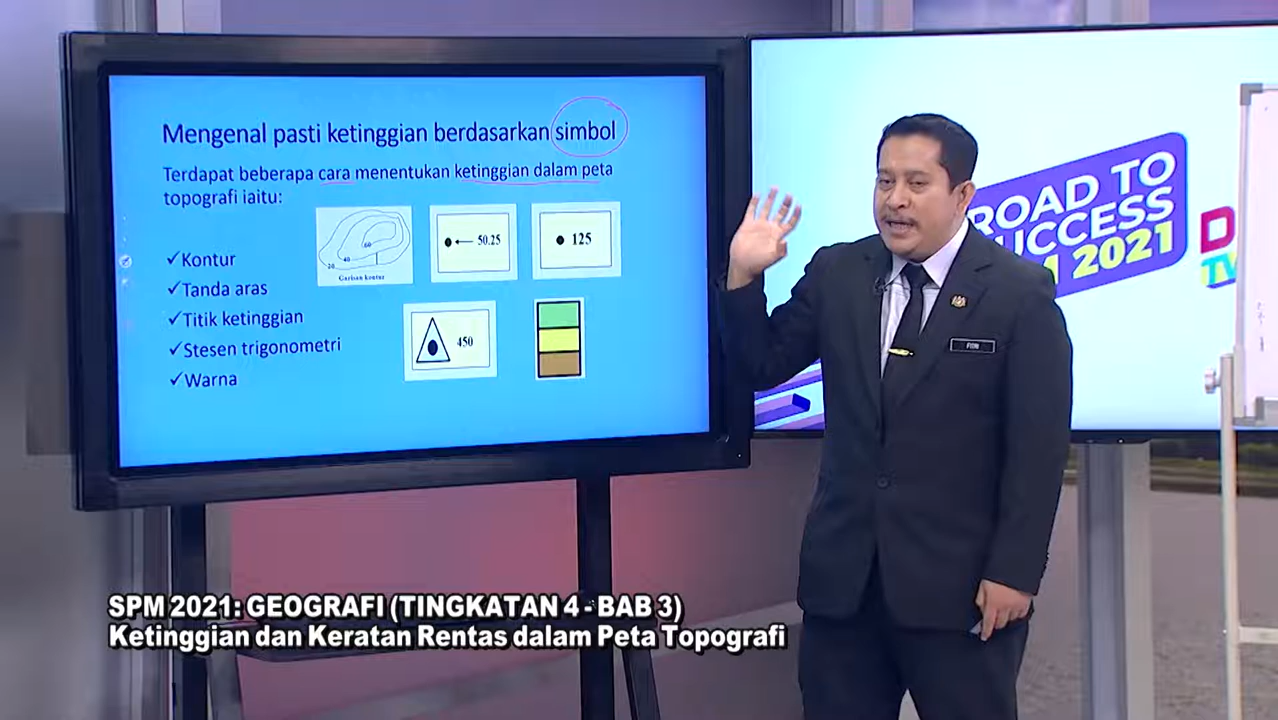 Mengenal pasti ketinggian berdasarkan simbol
Terdapat beberapa cara menentukan ketinggian dalam peta
topografi iaitu:
✓Kontur
✓Tanda aras
✓Titik ketinggian
✓Stesen trigonometri
✓Warna
20
40
60
Garisan kontur
50.25
125
450
ROAD TO
SUCCESS
2021
TV
FITRI
SPM 2021: GEOGRAFI (TINGKATAN 4 - BAB 3)
Ketinggian dan Keratan Rentas dalam Peta Topografi